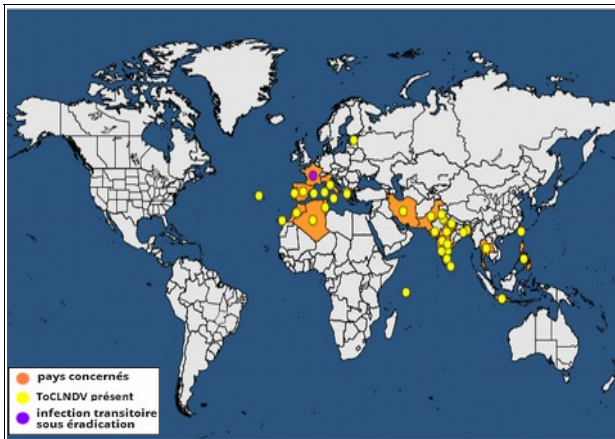 pays concernés
ToCLNDV présent
infection transitoire
sous éradication